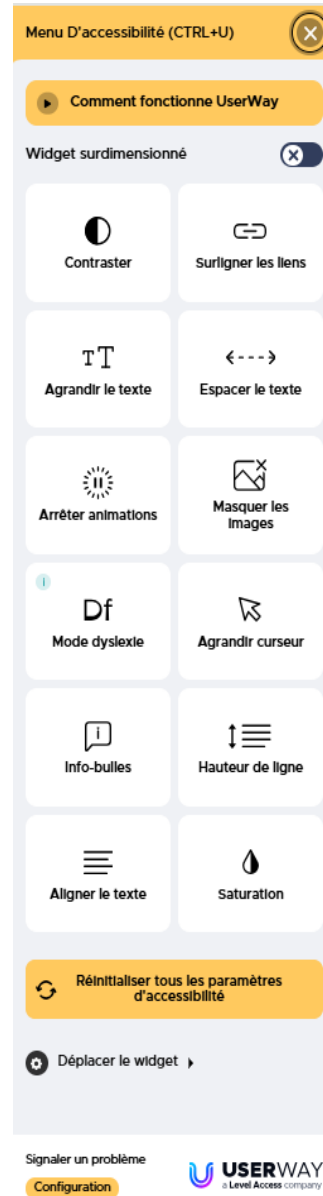 Menu D'accessibilité (CTRL+U)
Comment fonctionne UserWay
Widget surdimensionné
Contraster
Surligner les liens
TT
Agrandir le texte
Espacer le texte
Arrêter animations
Masquer les
images
i
Df
Mode dyslexie
Agrandir curseur
i
Info-bulles
Hauteur de ligne
Aligner le texte
Saturation
Réinitialiser tous les paramètres
d'accessibilité
Déplacer le widget
Signaler un problème
Configuration
USERWAY
a Level Access company